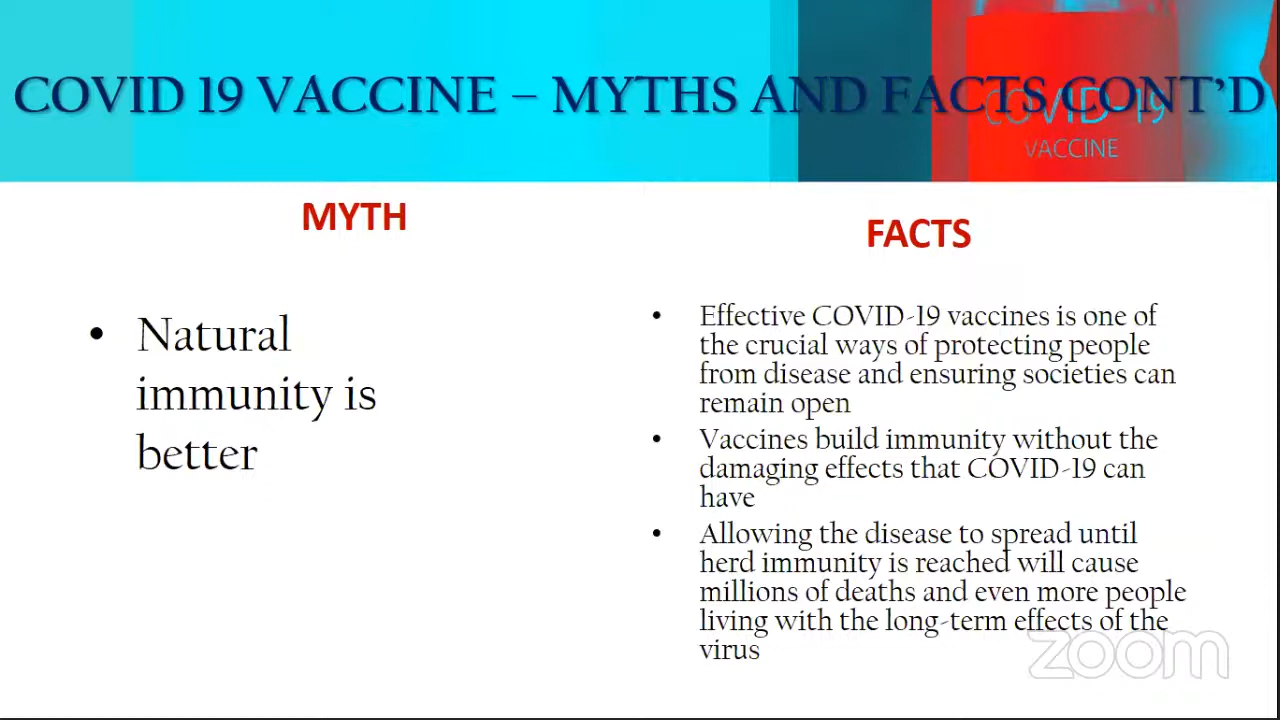 COVID 19 VACCINE – MYTHS AND FACTS CONT'D
COVID-19
VACCINE
MYTH
• Natural
immunity is
better
FACTS
• Effective COVID-19 vaccines is one of
the crucial ways of protecting people
from disease and ensuring societies can
remain open
• Vaccines build immunity without the
damaging effects that COVID-19 can
have
• Allowing the disease to spread until
herd immunity is reached will cause
millions of deaths and even more people
living with the long-term effects of the
virus
zoom